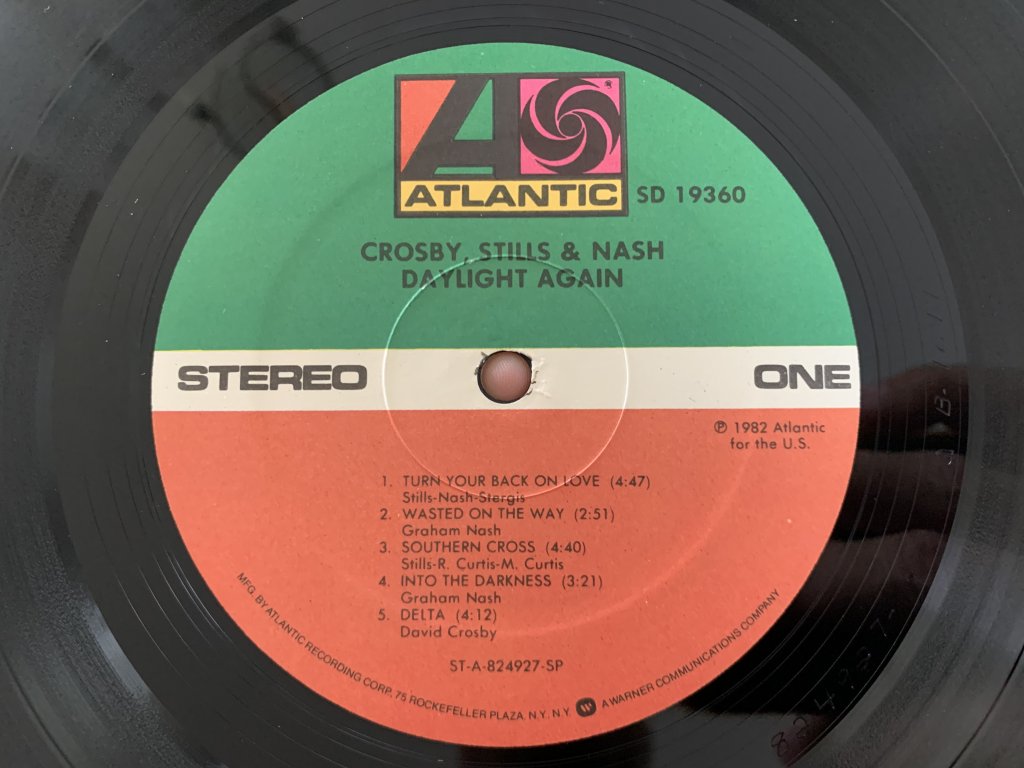 ATLANTIC
SD 19360
CROSBY, STILLS & NASH
DAYLIGHT AGAIN
STEREO
ONE
℗ 1982 Atlantic
for the U.S.
1. TURN YOUR BACK ON LOVE (4:47)
Stills-Nash-Stergis
2. WASTED ON THE WAY (2:51)
Graham Nash
3. SOUTHERN CROSS (4:40)
Stills-R. Curtis-M. Curtis
4. INTO THE DARKNESS (3:21)
Graham Nash
5. DELTA (4:12)
David Crosby
ST-A-824927-SP
MFG. BY ATLANTIC RECORDING CORP. 75 ROCKEFELLER PLAZA. N.Y. N.Y. A WARNER COMMUNICATIONS COMPANY